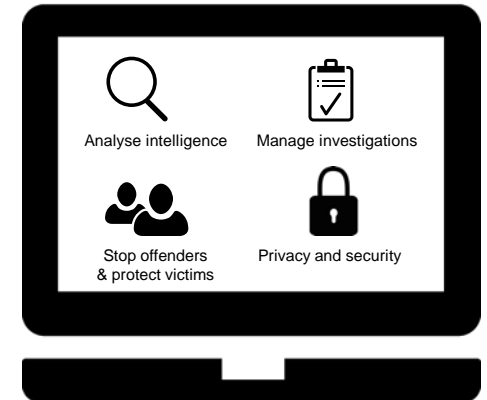 Analyse intelligence
Manage investigations
Stop offenders
& protect victims
Privacy and security